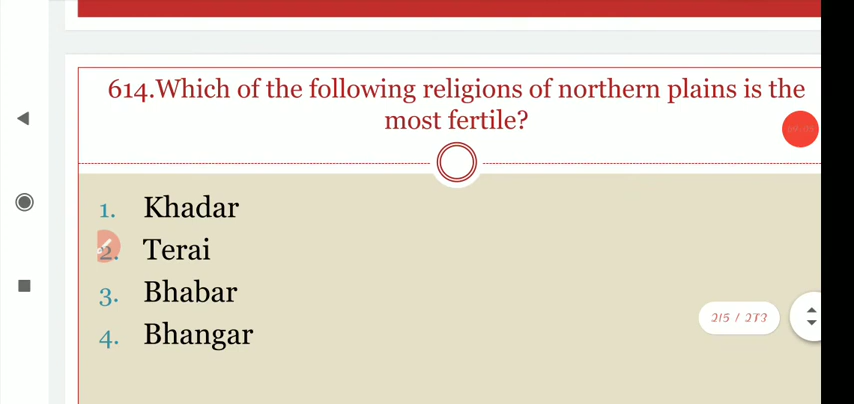 614.Which of the following religions of northern plains is the
most fertile?
1. Khadar
2. Terai
3. Bhabar
4. Bhangar
215 / 273